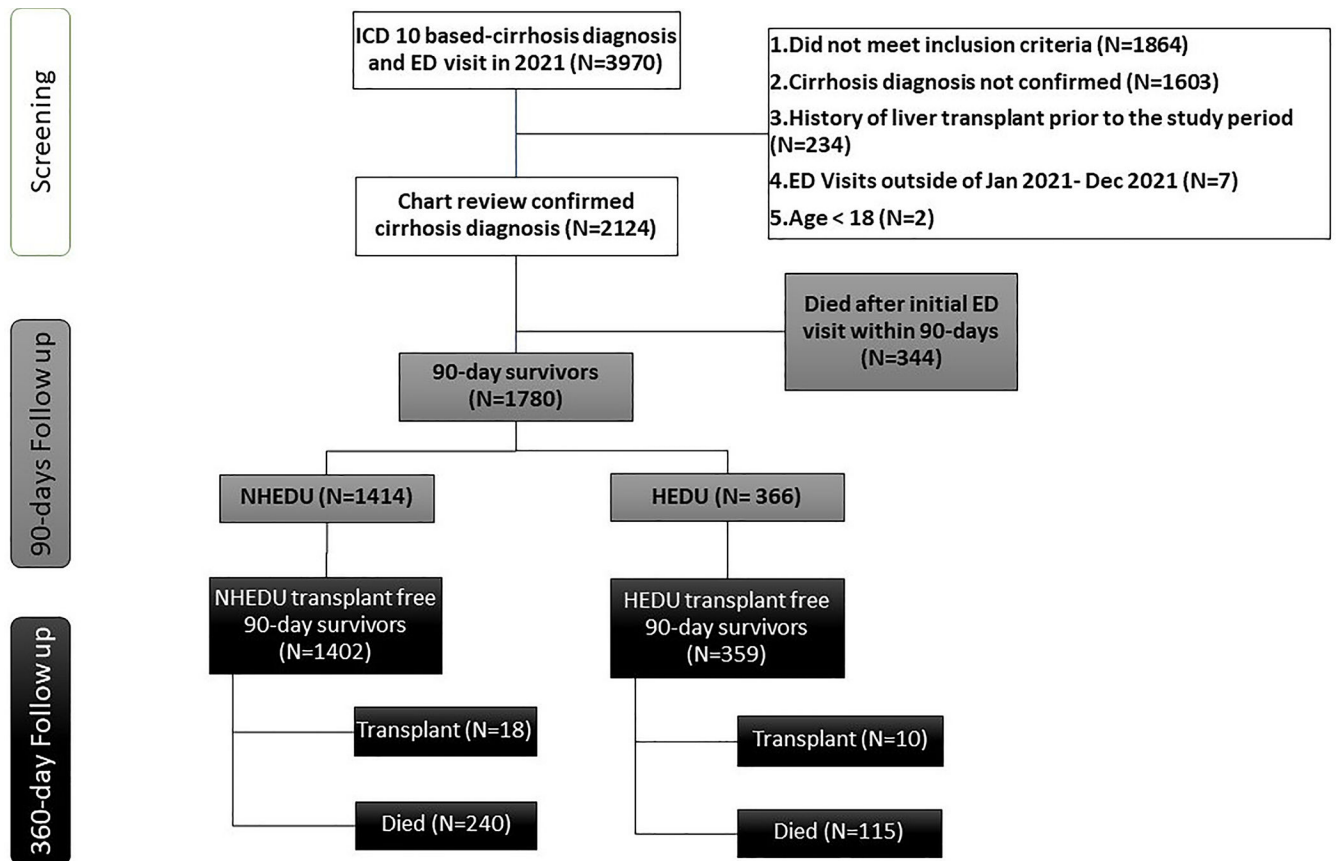 Screening
ICD 10 based-cirrhosis diagnosis
and ED visit in 2021 (N=3970)
1.Did not meet inclusion criteria (N=1864)
2.Cirrhosis diagnosis not confirmed (N=1603)
3.History of liver transplant prior to the study period
(N=234)
4.ED Visits outside of Jan 2021- Dec 2021 (N=7)
5.Age < 18 (N=2)
Chart review confirmed
cirrhosis diagnosis (N=2124)
90-days Follow up
Died after initial ED
visit within 90-days
(N=344)
90-day survivors
(N=1780)
NHEDU (N=1414)
HEDU (N= 366)
360-day Follow up
NHEDU transplant free
90-day survivors
(N=1402)
HEDU transplant free
90-day survivors
(N=359)
Transplant (N=18)
Transplant (N=10)
Died (N=240)
Died (N=115)